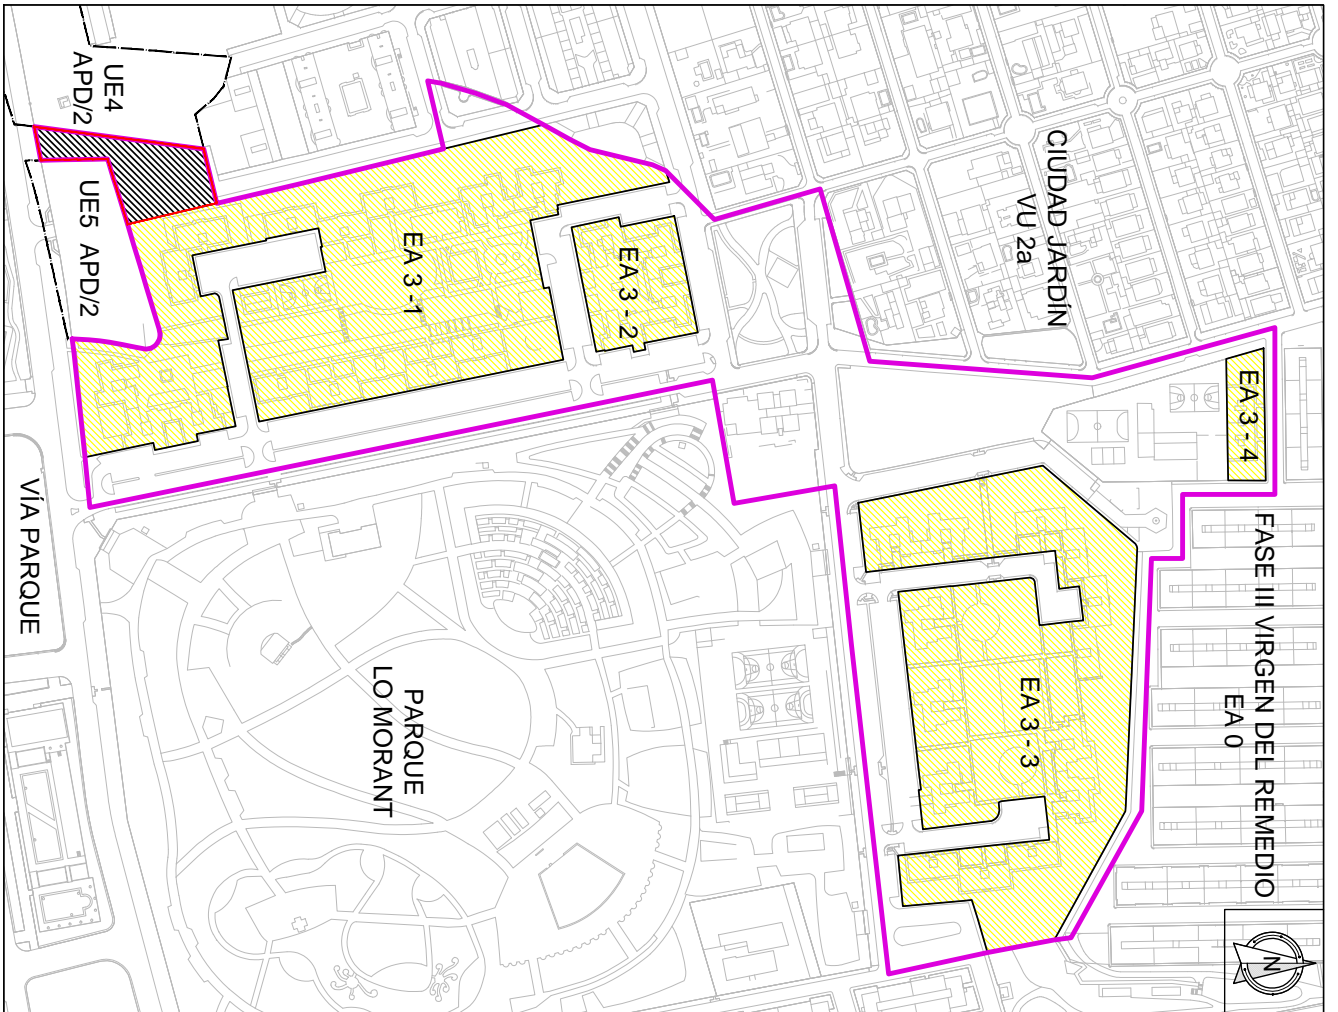 UE4
APD/2
UE5 APD/2
VÍA PARQUE
EA 3 -1
EA 3 - 2
PARQUE
LO MORANT
CIUDAD JARDÍN
VU 2a
EA 3 - 4
EA 3 - 3
FASE III VIRGEN DEL REMEDIO
EA 0
N